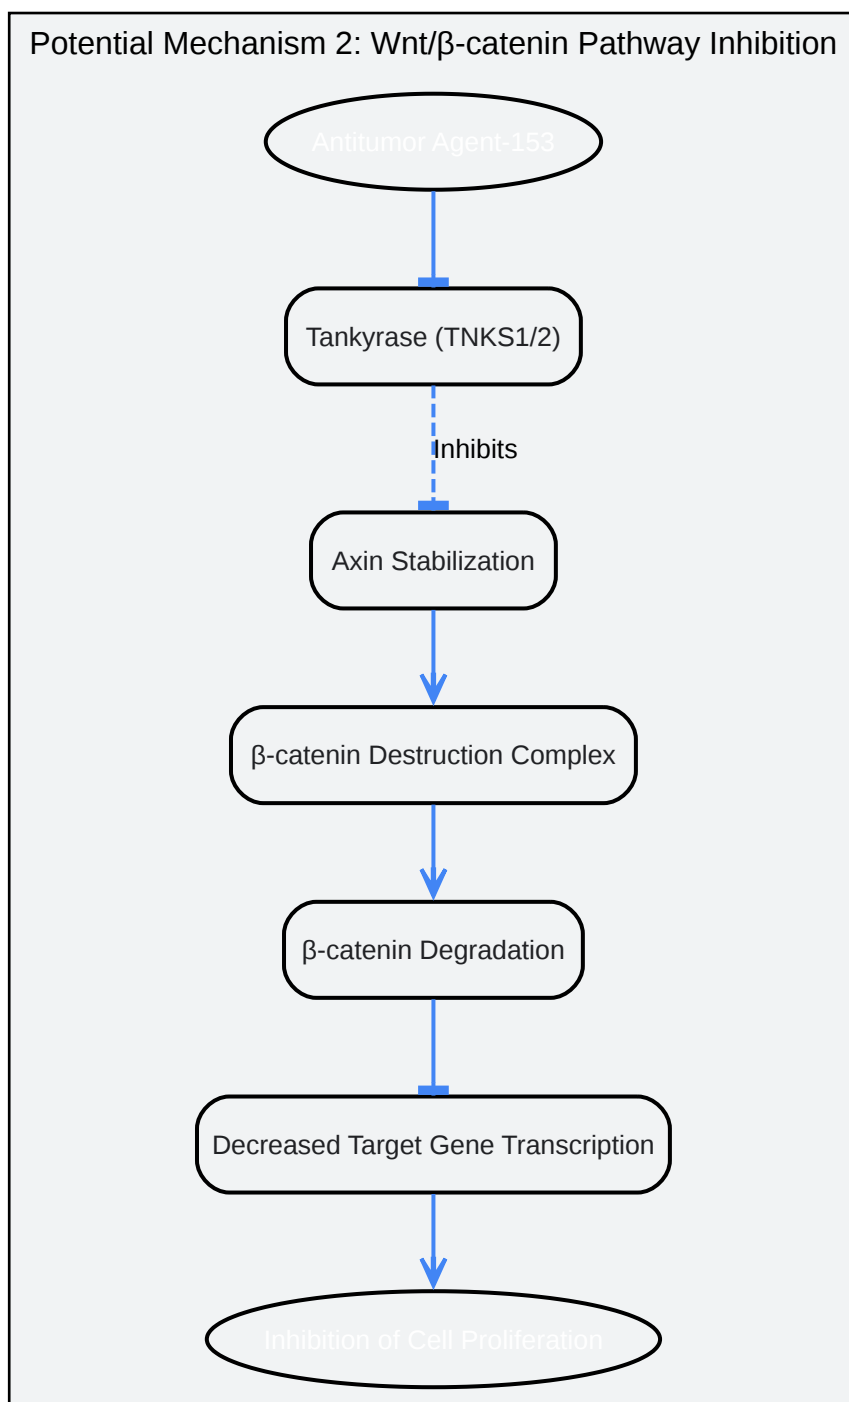 Potential Mechanism 2: Wnt/β-catenin Pathway Inhibition
Antitumor Agent-153
Tankyrase (TNKS1/2)
Inhibits
Axin Stabilization
β-catenin Destruction Complex
β-catenin Degradation
Decreased Target Gene Transcription
Inhibition of Cell Proliferation